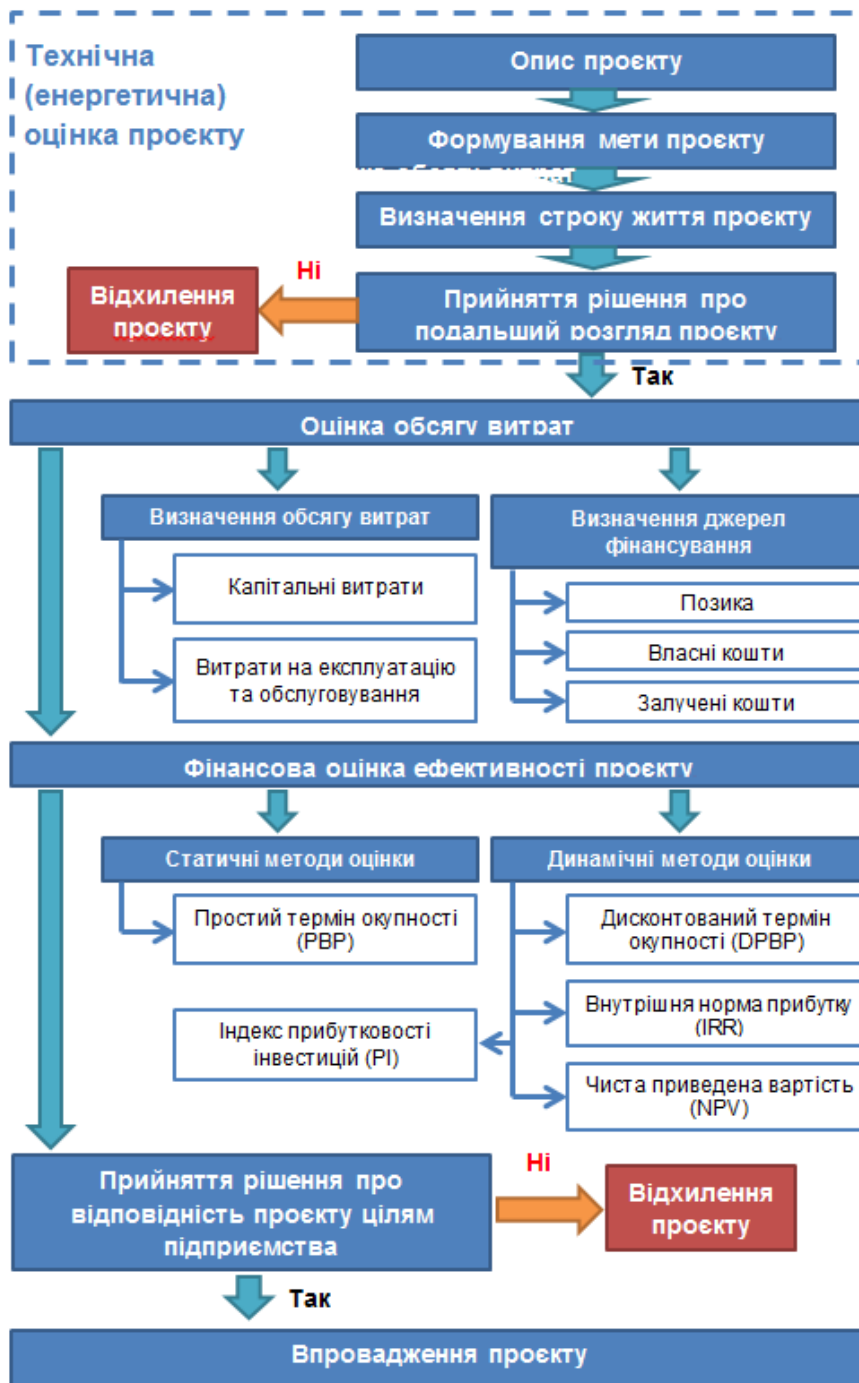 Технічна
(енергетична)
оцінка проєкту
Опис проєкту
Формування мети проєкту
обсягу витрат
Визначення строку життя проєкту
Ні
Відхилення
проєкту
Прийняття рішення про
подальший розгляд проєкту
Так
Оцінка обсягу витрат
Визначення обсягу витрат
Капітальні витрати
Витрати на експлуатацію
та обслуговування
Визначення джерел
фінансування
Позика
Власні кошти
Залучені кошти
Фінансова оцінка ефективності проєкту
Статичні методи оцінки
Простий термін окупності
(PBP)
Індекс прибутковості
інвестицій (PI)
Динамічні методи оцінки
Дисконтований термін
окупності (DPBP)
Внутрішня норма прибутку
(IRR)
Чиста приведена вартість
(NPV)
Прийняття рішення про
відповідність проєкту цілям
підприємства
Ні
Відхилення
проєкту
Так
Впровадження проєкту